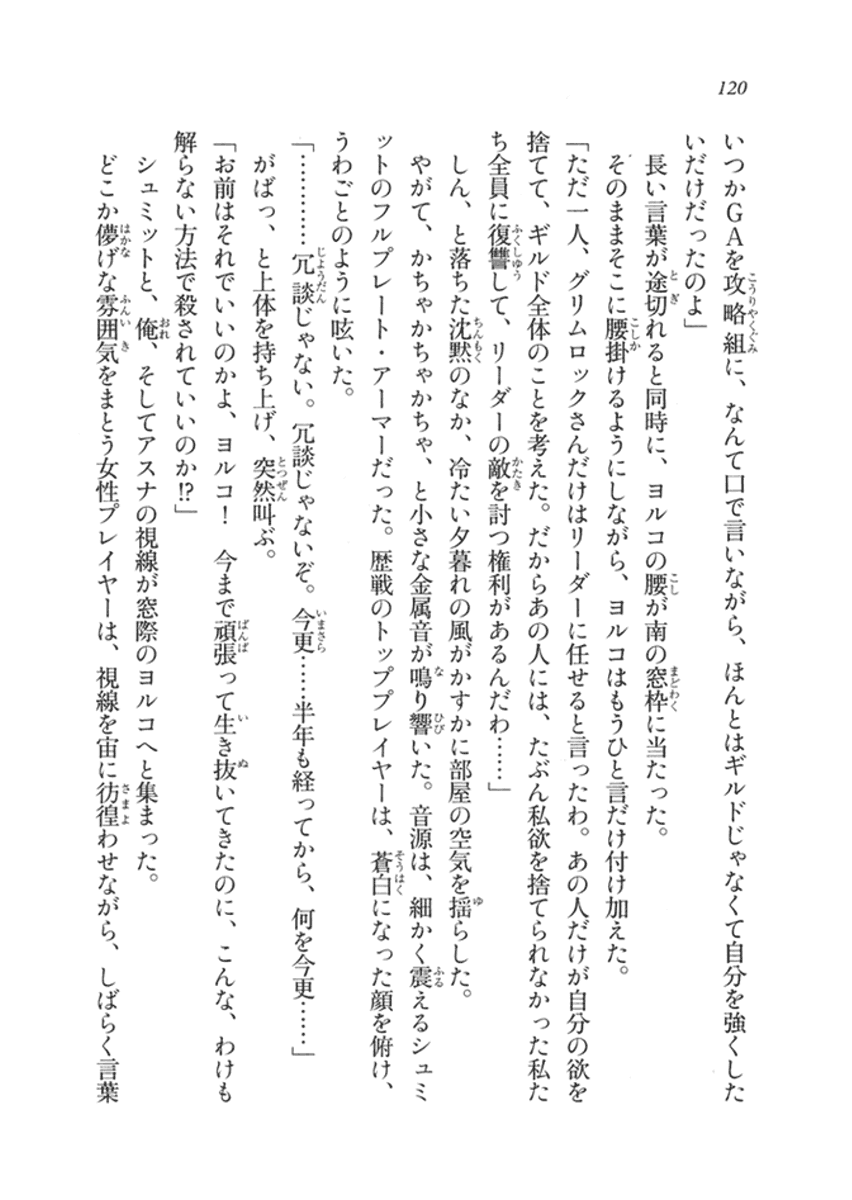 120
いつかＧＡを攻略組に、なんて口で言いながら、ほんとはギルドじゃなくて自分を強くした
いだけだったのよ」
長い言葉が途切れると同時に、ヨルコの腰が南の窓枠に当たった。
そのままそこに腰掛けるようにしながら、ヨルコはもうひと言だけ付け加えた。
「ただ一人、グリムロックさんだけはリーダーに任せると言ったわ。あの人だけが自分の欲を
捨てて、ギルド全体のことを考えた。だからあの人には、たぶん私欲を捨てられなかった私た
ち全員に復讐して、リーダーの敵を討つ権利があるんだわ……」
しん、と落ちた沈黙のなか、冷たい夕暮れの風がかすかに部屋の空気を揺らした。
やがて、かちゃかちゃかちゃ、と小さな金属音が鳴り響いた。音源は、細かく震えるシュミ
ットのフルプレート・アーマーだった。歴戦のトッププレイヤーは、蒼白になった顔を俯け、
うわごとのように呟いた。
「…………冗談じゃない。冗談じゃないぞ。今更……半年も経ってから、何を今更……」
がばっ、と上体を持ち上げ、突然叫ぶ。
「お前はそれでいいのかよ、ヨルコ！　今まで頑張って生き抜いてきたのに、こんな、わけも
解らない方法で殺されていいのか!?」
シュミットと、俺、そしてアスナの視線が窓際のヨルコへと集まった。
どこか儚げな雰囲気をまとう女性プレイヤーは、視線を宙に彷徨わせながら、しばらく言葉